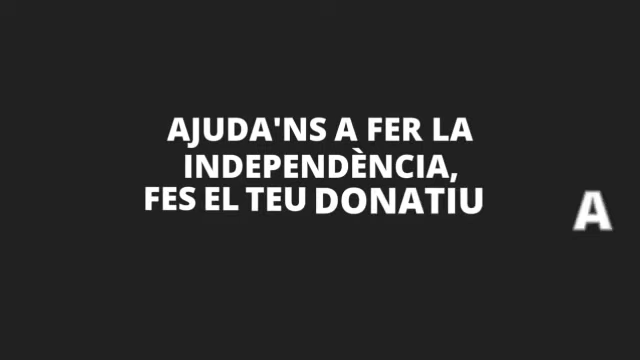 AJUDA'NS A FER LA
INDEPENDÈNCIA,
FES EL TEU DONATIU
A